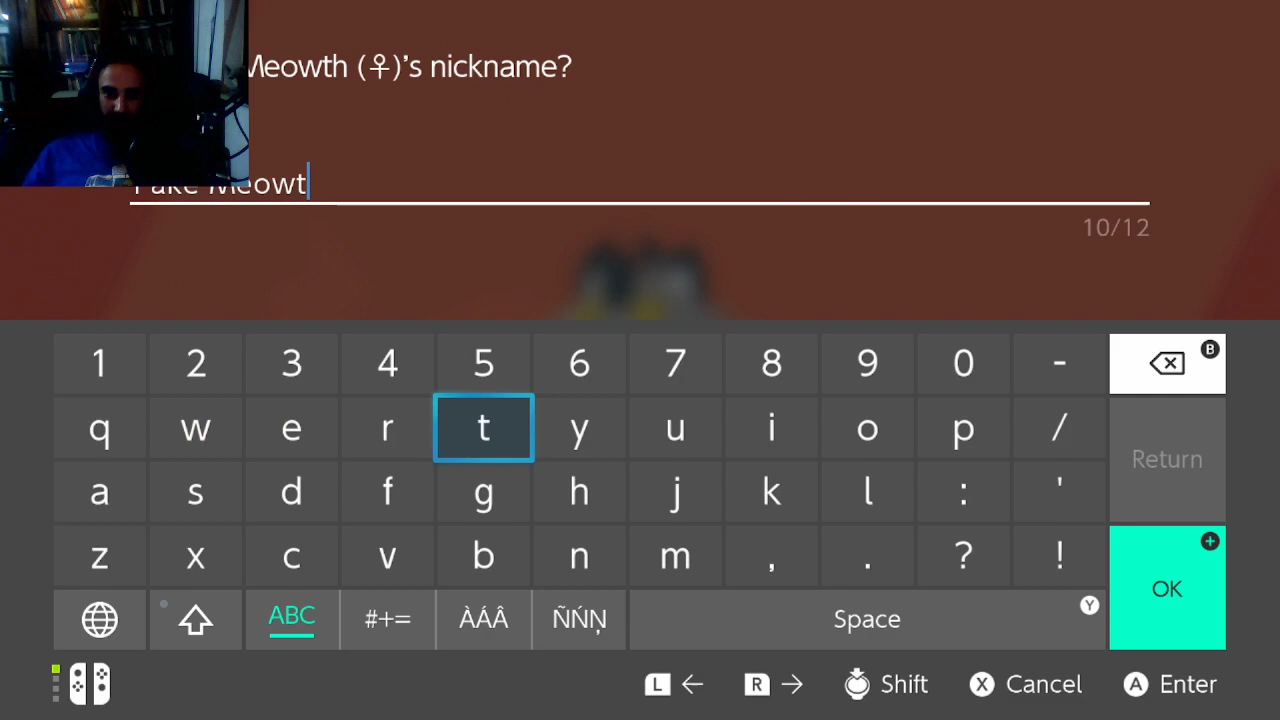 Meowth (♀)'s nickname?
Fake Meowt
10/12
1 2 3 4 5 6 7 8 9 0 -
B
q w e r t y u i o p /
Return
a s d f g h j k l : '
z x c v b n m , . ? !
+
OK
ABC #+= ÀÁÂ ÑŃŅ Space Y
L ← R → Shift X Cancel A Enter